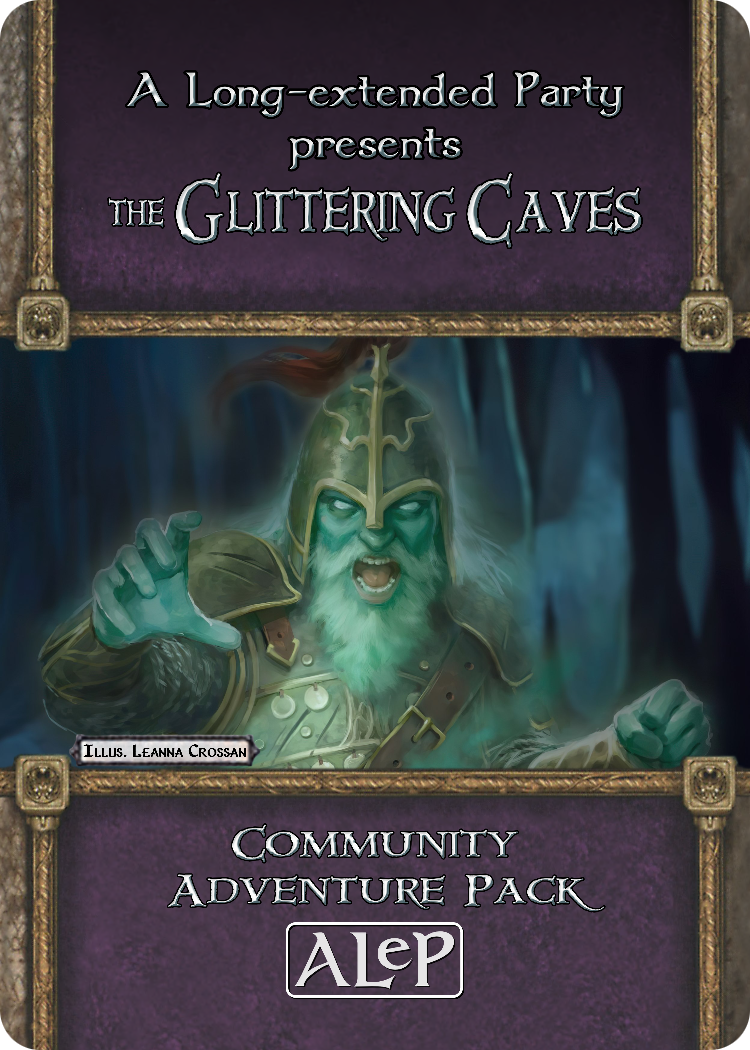 A Long-extended Party
presents
THE GLITTERING CAVES
ILLUS. LEANNA CROSSAN
COMMUNITY
ADVENTURE PACK
ALeP